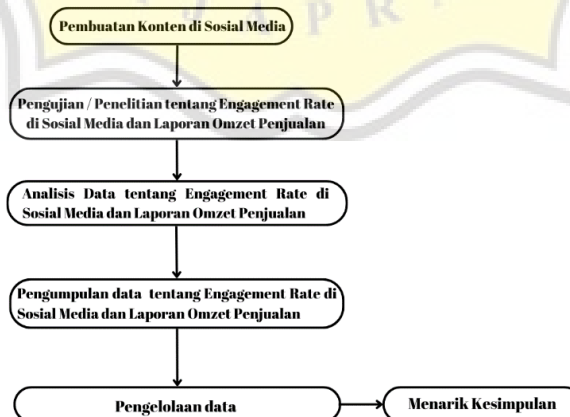 J A P R
Pembuatan Konten di Sosial Media
Pengujian / Penelitian tentang Engagement Rate
di Sosial Media dan Laporan Omzet Penjualan
Analisis Data tentang Engagement Rate di
Sosial Media dan Laporan Omzet Penjualan
Pengumpulan data tentang Engagement Rate di
Sosial Media dan Laporan Omzet Penjualan
Pengelolaan data
Menarik Kesimpulan